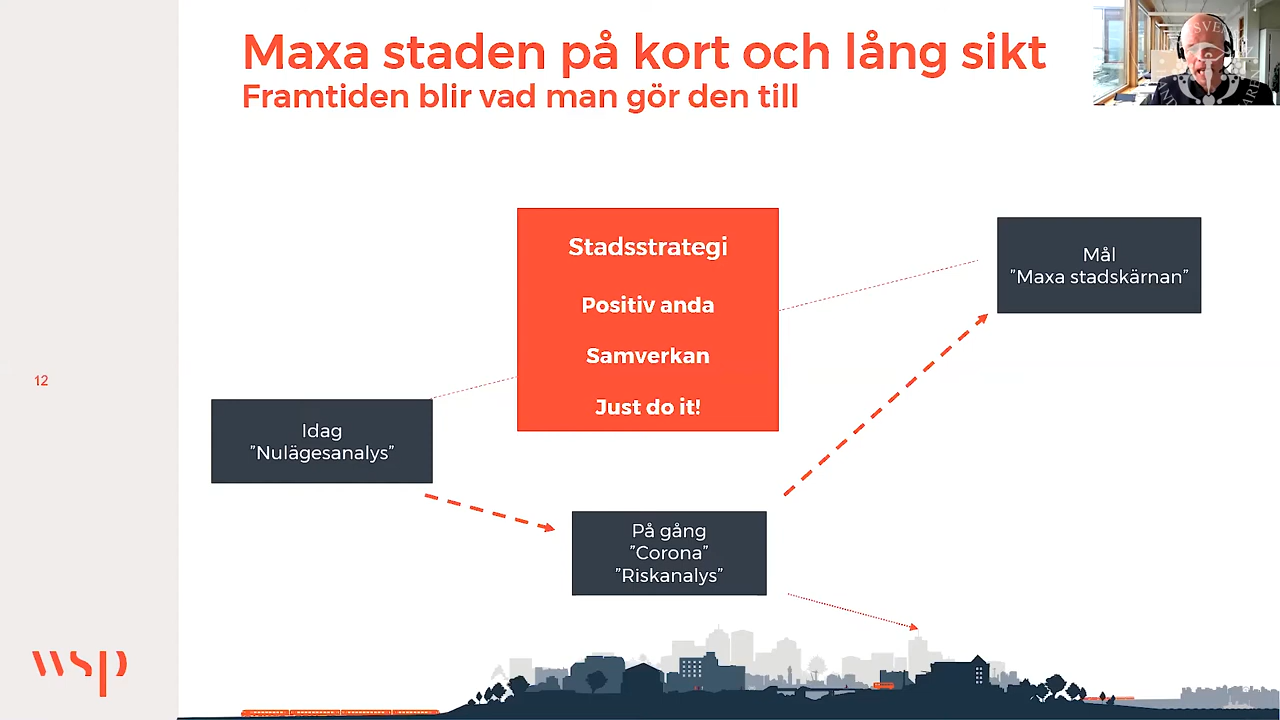 Maxa staden på kort och lång sikt
Framtiden blir vad man gör den till
Stadsstrategi
Positiv anda
Samverkan
Just do it!
Mål
”Maxa stadskärnan”
Idag
”Nulägesanalys”
På gång
”Corona”
”Riskanalys”
12
wsp